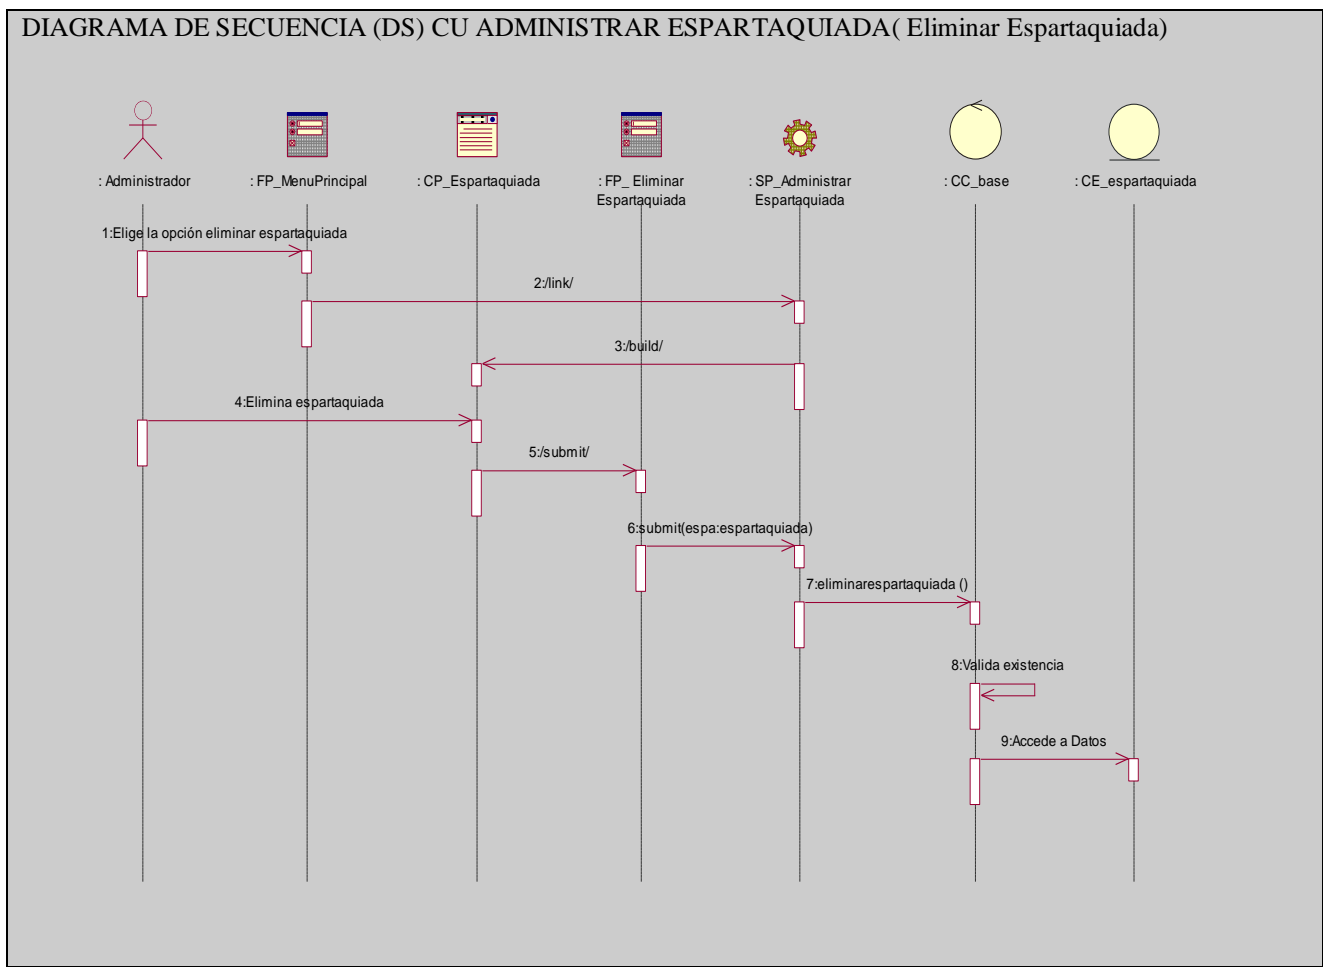 DIAGRAMA DE SECUENCIA (DS) CU ADMINISTRAR ESPARTAQUIADA( Eliminar Espartaquiada)
: Administrador
: FP_MenuPrincipal
: CP_Espartaquiada
: FP_ Eliminar
Espartaquiada
: SP_Administrar
Espartaquiada
: CC_base
: CE_espartaquiada
1:Elige la opción eliminar espartaquiada
2:/link/
3:/build/
4:Elimina espartaquiada
5:/submit/
6:submit(espa:espartaquiada)
7:eliminarespartaquiada ()
8:Valida existencia
9:Accede a Datos